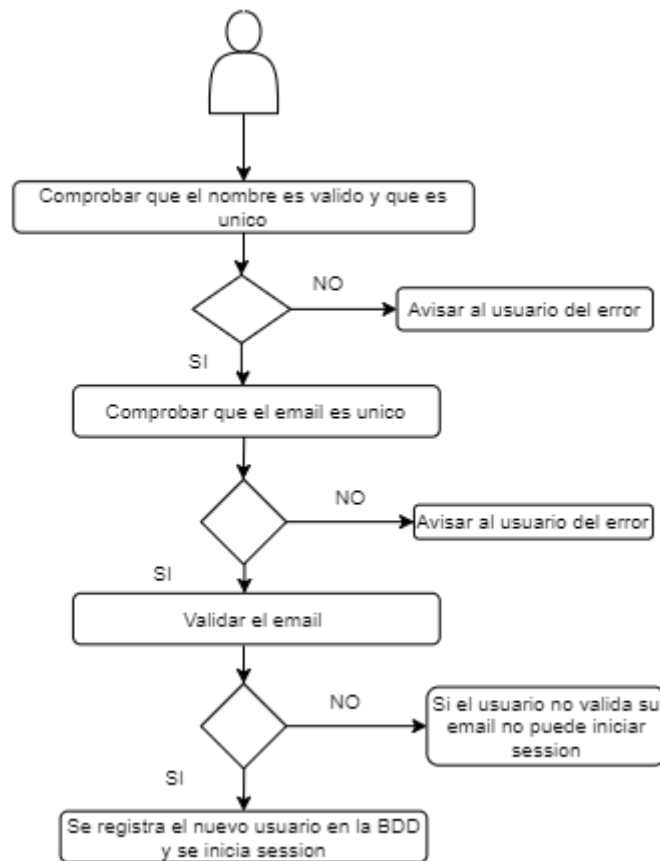 Comprobar que el nombre es valido y que es
unico
NO
Avisar al usuario del error
SI
Comprobar que el email es unico
NO
Avisar al usuario del error
SI
Validar el email
NO
Si el usuario no valida su
email no puede iniciar
session
SI
Se registra el nuevo usuario en la BDD
y se inicia session